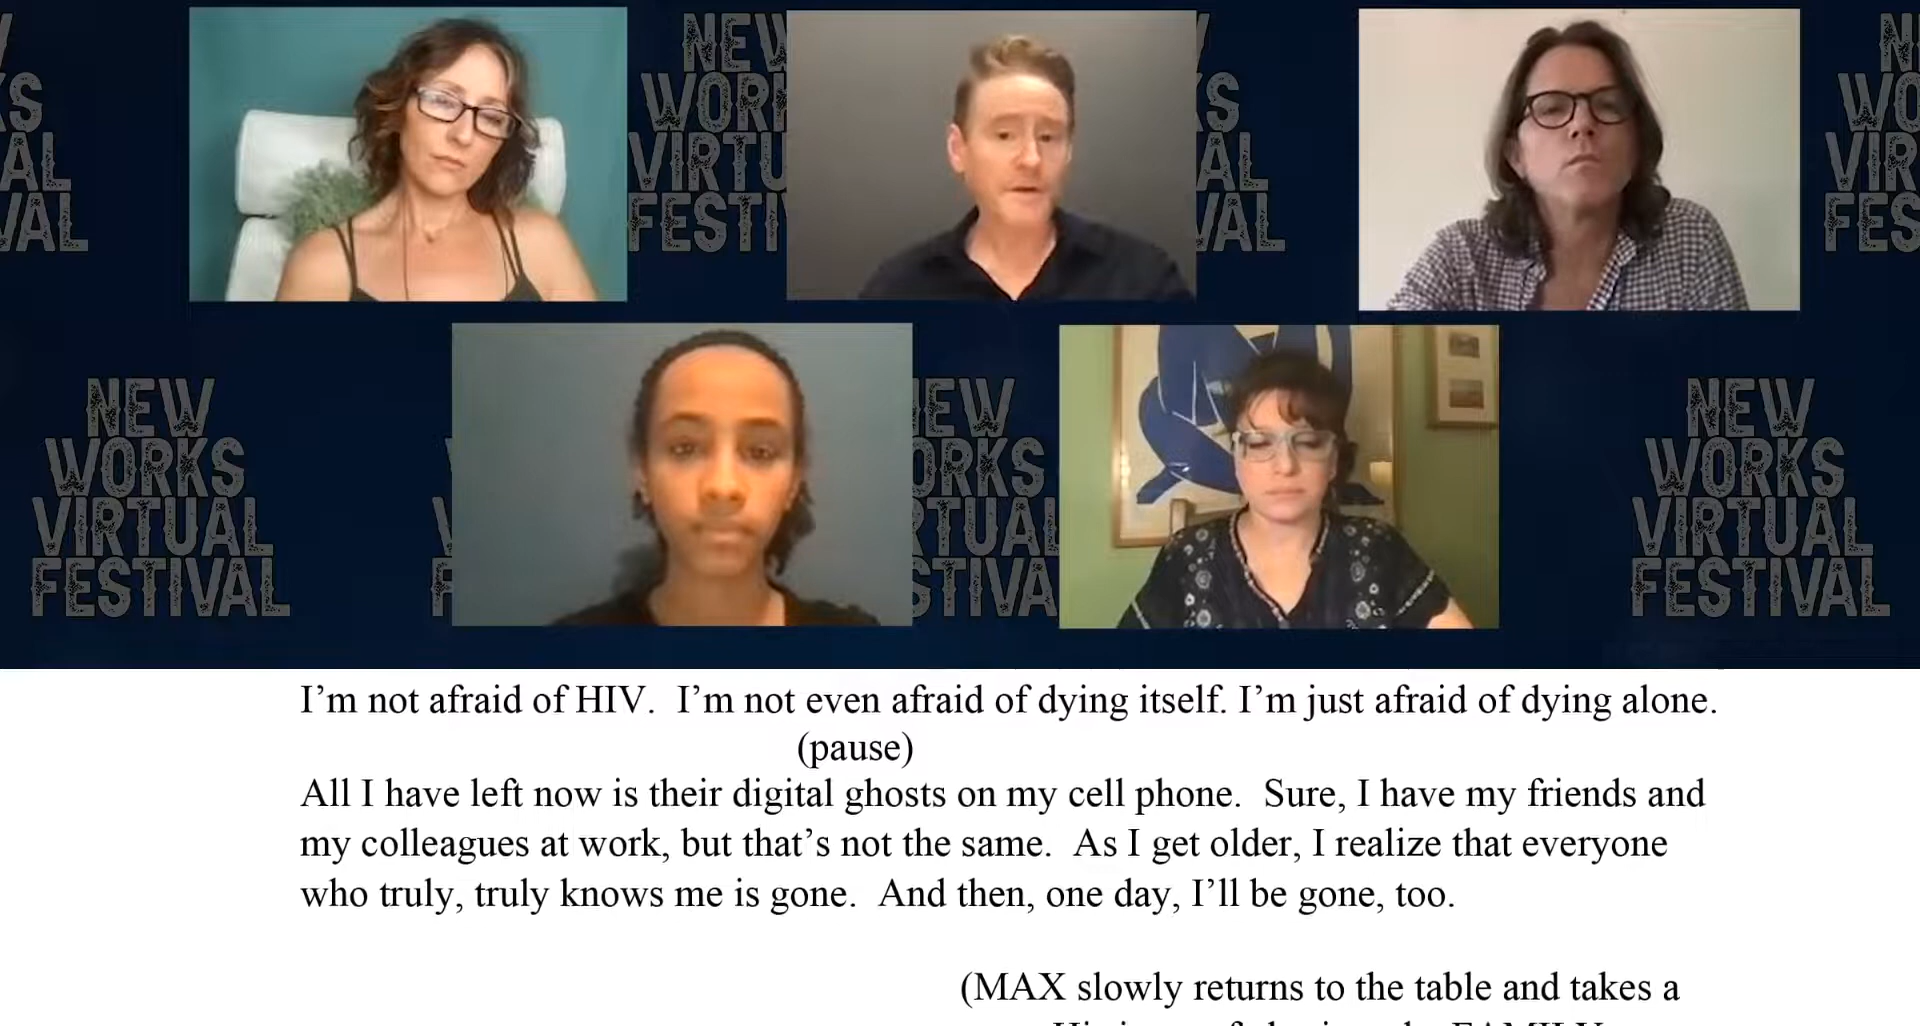 NEW
WORKS
VIRTUAL
FESTIVAL
NEW
WORKS
VIRTUAL
FESTIVAL
NEW
WORKS
VIRTUAL
FESTIVAL
I’m not afraid of HIV.  I’m not even afraid of dying itself. I’m just afraid of dying alone.
(pause)
All I have left now is their digital ghosts on my cell phone.  Sure, I have my friends and
my colleagues at work, but that’s not the same.  As I get older, I realize that everyone
who truly, truly knows me is gone.  And then, one day, I’ll be gone, too.
(MAX slowly returns to the table and takes a